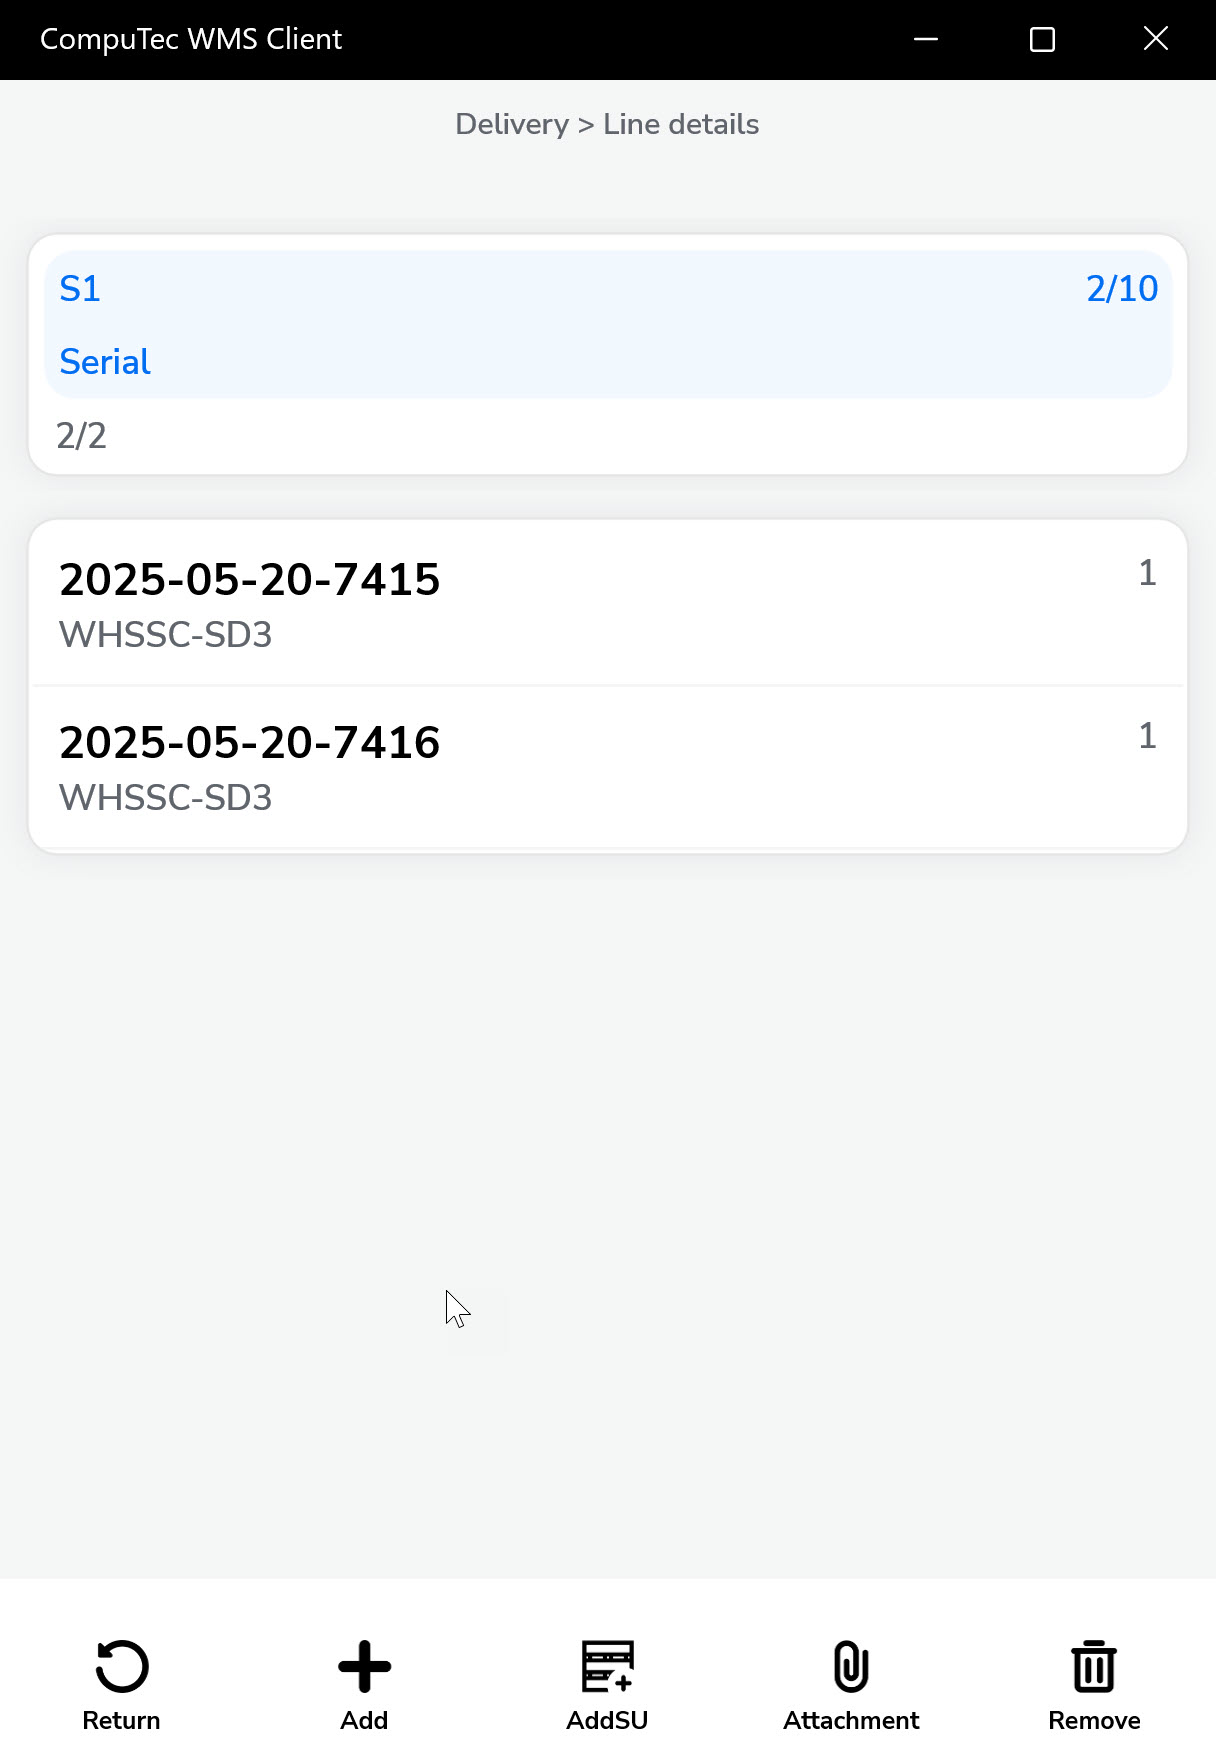 CompuTec WMS Client
Delivery > Line details
S1 2/10
Serial
2/2
2025-05-20-7415 1
WHSSC-SD3
2025-05-20-7416 1
WHSSC-SD3
Return Add AddSU Attachment Remove